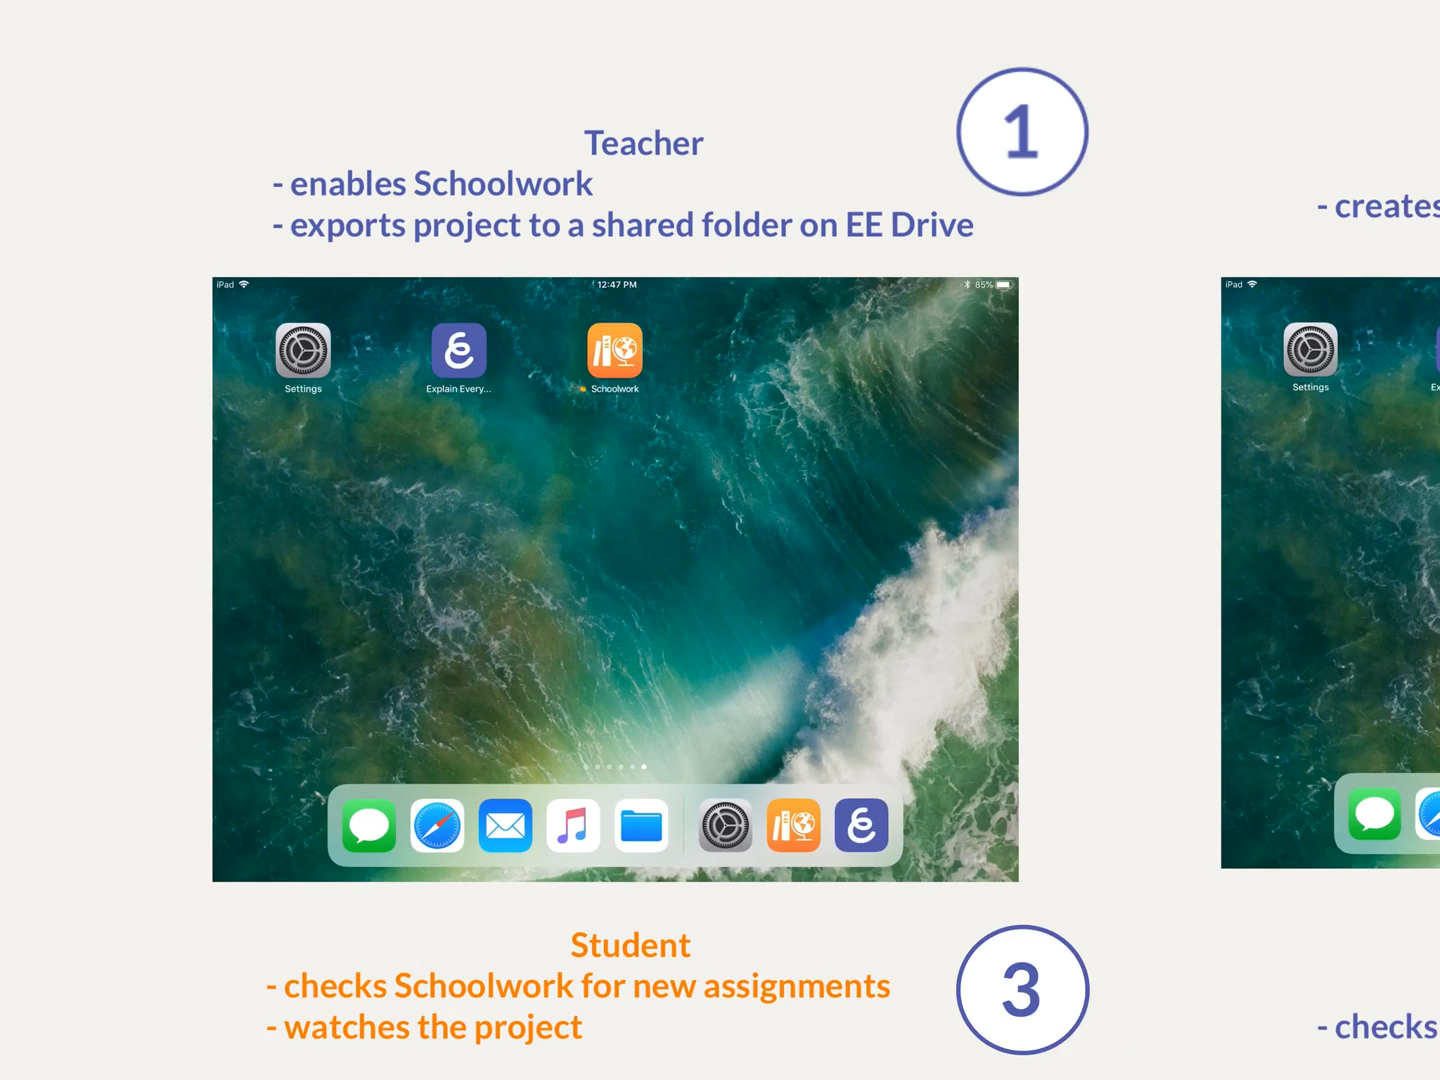 1
Teacher
- enables Schoolwork
- exports project to a shared folder on EE Drive
- creates
iPad
12:47 PM
85%
Settings
Explain Every...
Schoolwork
iPad
Settings
Ex
Student
- checks Schoolwork for new assignments
- watches the project
3
- checks